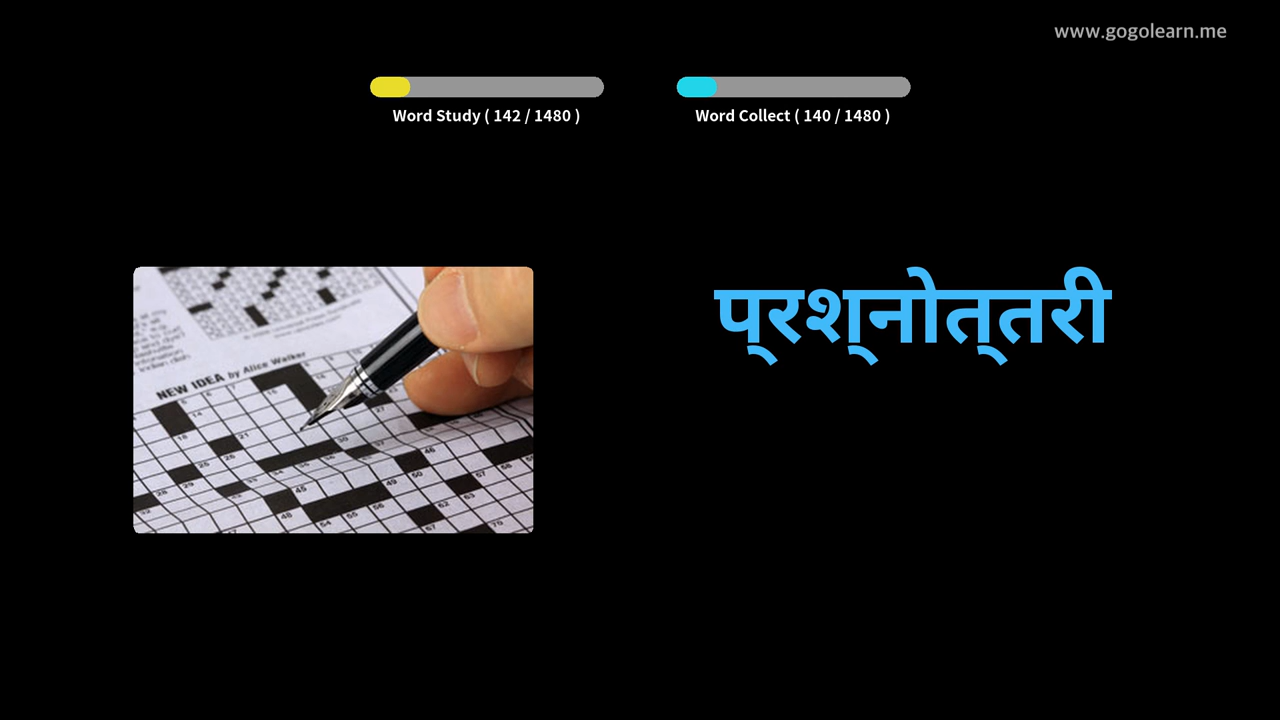 www.gogolearn.me
Word Study ( 142 / 1480 )
Word Collect ( 140 / 1480 )
प्रश्नोत्तरी
NEW IDEA by Alice Walker